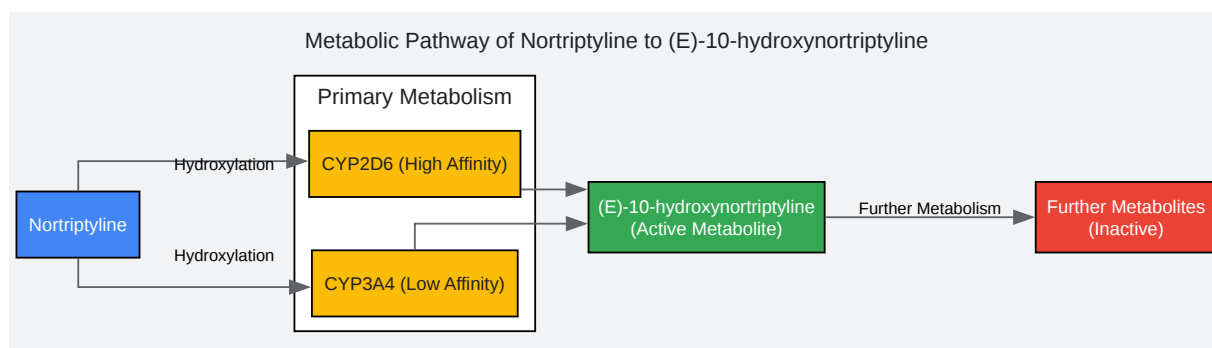 Metabolic Pathway of Nortriptyline to (E)-10-hydroxynortriptyline
Primary Metabolism
Hydroxylation
CYP2D6 (High Affinity)
Nortriptyline
(E)-10-hydroxynortriptyline
(Active Metabolite)
Further Metabolism
Further Metabolites
(Inactive)
Hydroxylation
CYP3A4 (Low Affinity)